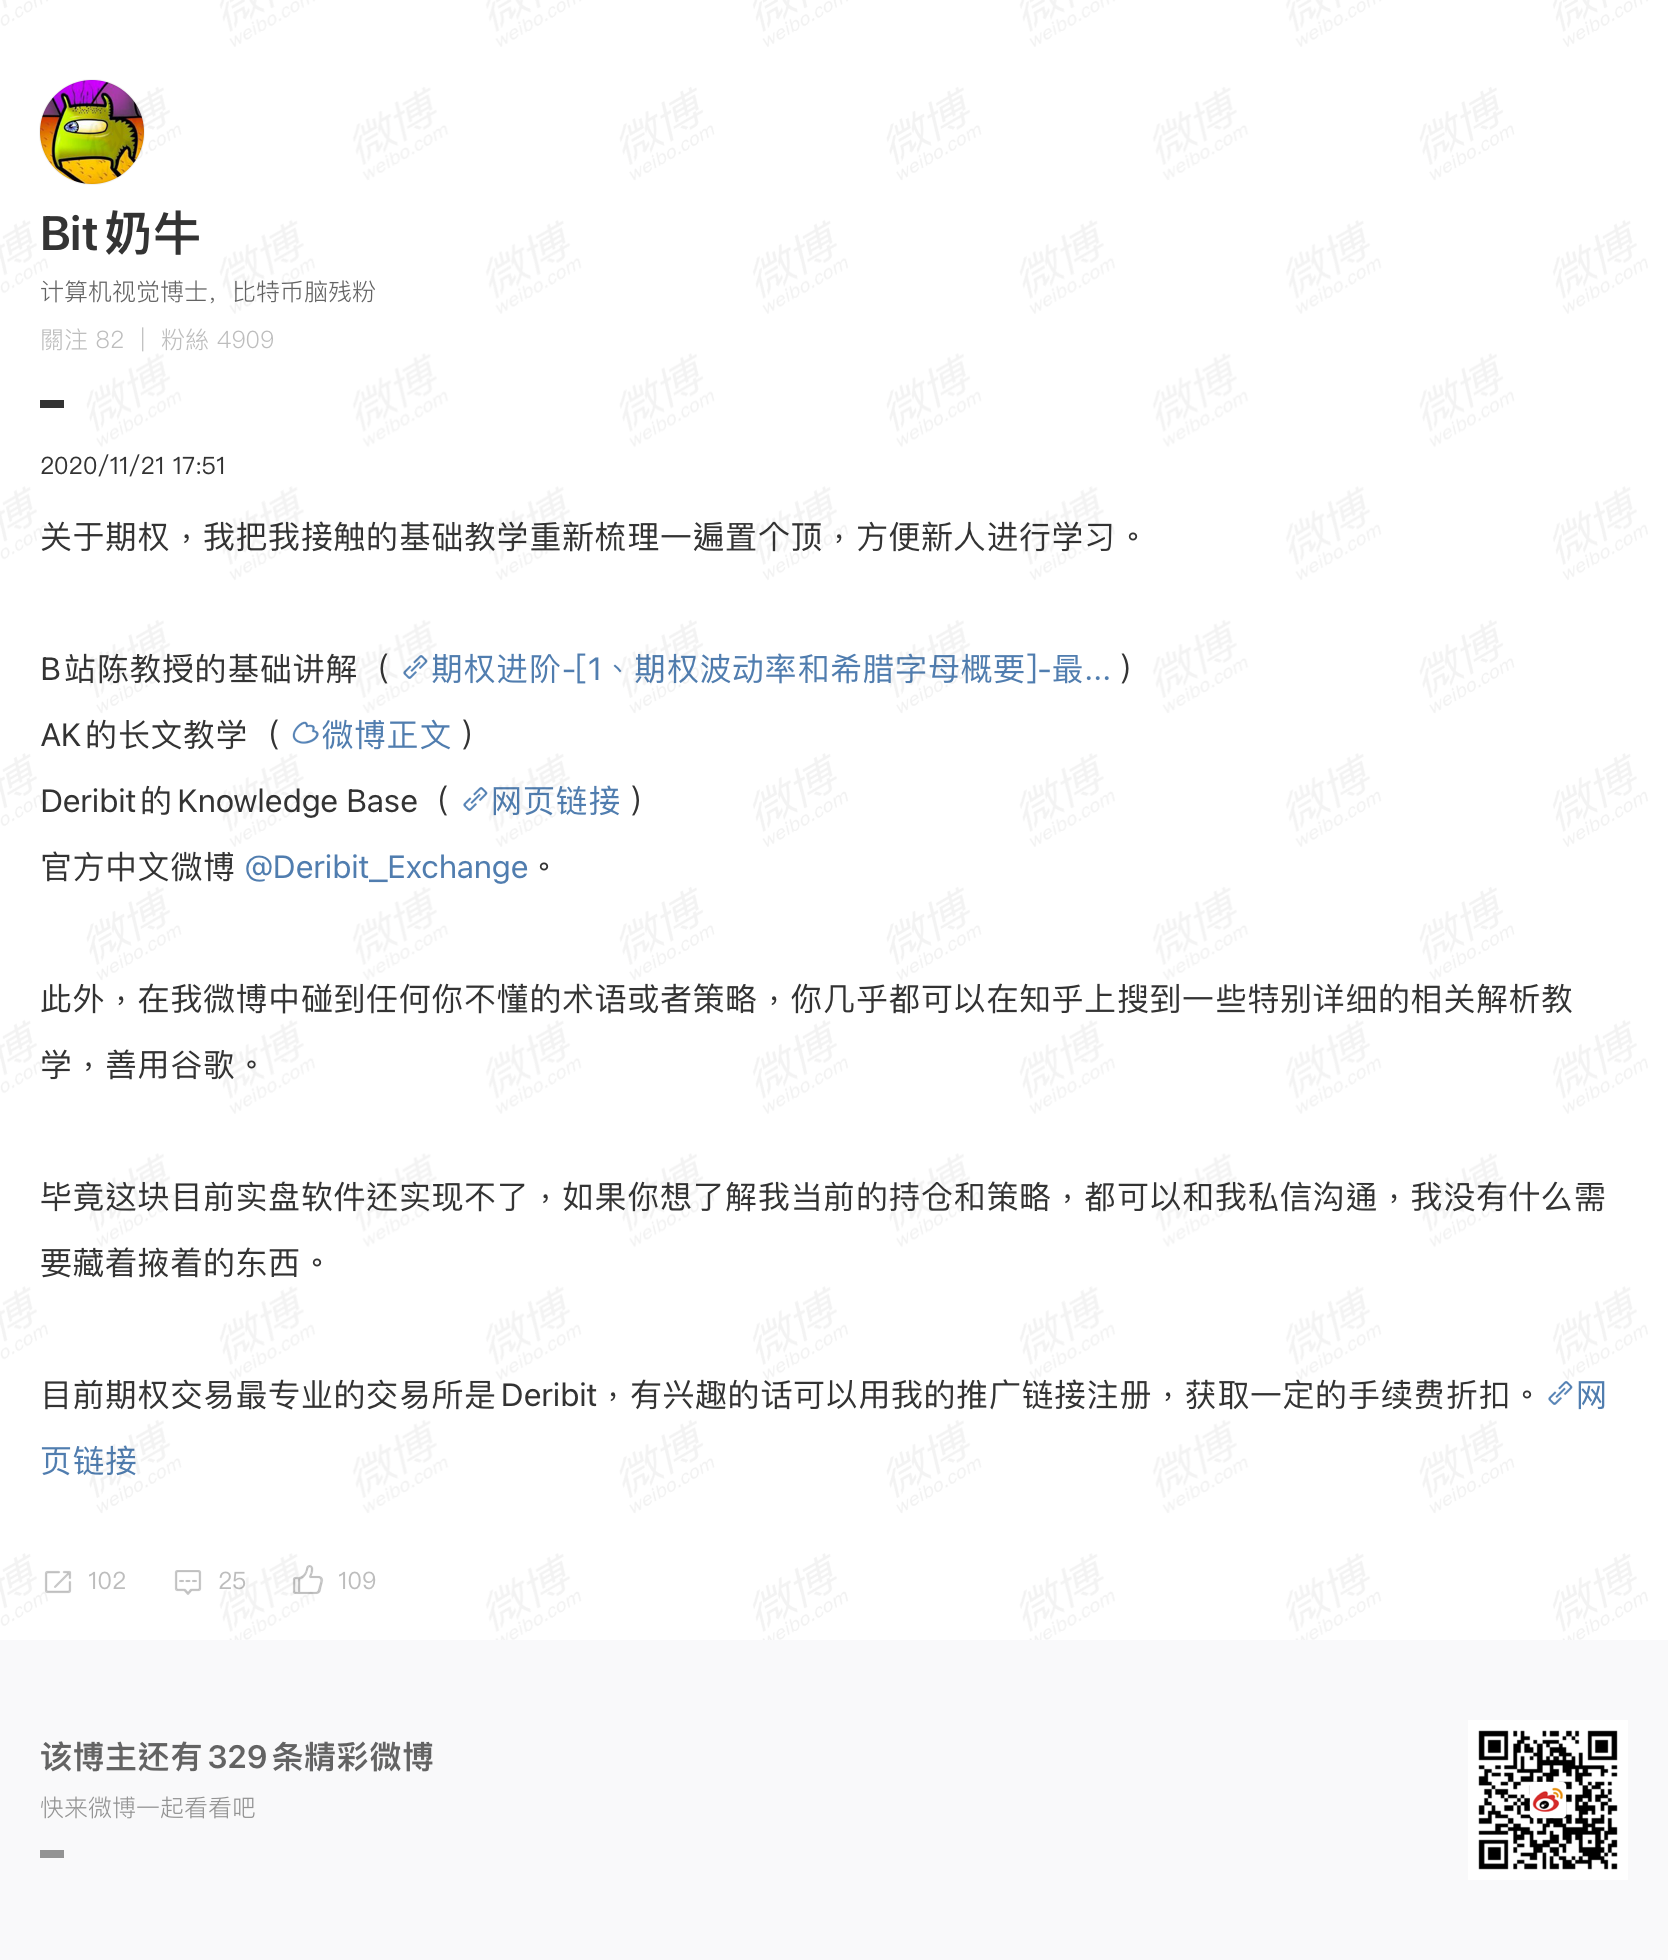 Bit奶牛
计算机视觉博士，比特币脑残粉
關注 82 | 粉絲 4909
2020/11/21 17:51
关于期权，我把我接触的基础教学重新梳理一遍置个顶，方便新人进行学习。
B站陈教授的基础讲解（期权进阶-[1、期权波动率和希腊字母概要]-最...）
AK的长文教学（微博正文）
Deribit的Knowledge Base（网页链接）
官方中文微博 @Deribit_Exchange。
此外，在我微博中碰到任何你不懂的术语或者策略，你几乎都可以在知乎上搜到一些特别详细的相关解析教
学，善用谷歌。
毕竟这块目前实盘软件还实现不了，如果你想了解我当前的持仓和策略，都可以和我私信沟通，我没有什么需
要藏着掖着的东西。
目前期权交易最专业的交易所是Deribit，有兴趣的话可以用我的推广链接注册，获取一定的手续费折扣。网
页链接
102 25 109
该博主还有329条精彩微博
快来微博一起看看吧
微博
weibo.com